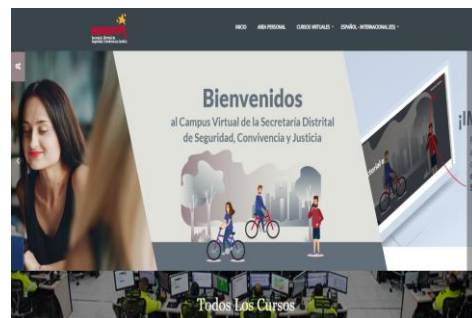 INICIO
AREA PERSONAL
CURSOS VIRTUALES
ESPAÑOL - INTERNACIONAL (ES)
Bienvenidos
al Campus Virtual de la Secretaría Distrital
de Seguridad, Convivencia y Justicia
Todos Los Cursos